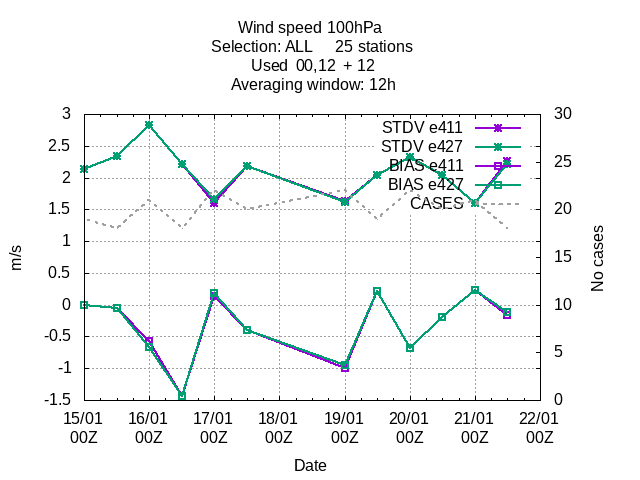 Wind speed 100hPa
Selection: ALL     25 stations
Used  00,12  + 12
Averaging window: 12h
3
2.5
2
1.5
1
0.5
0
-0.5
-1
-1.5
m/s
30
25
20
15
10
5
0
No cases
STDV e411
STDV e427
BIAS e411
BIAS e427
CASES
15/01 16/01 17/01 18/01 19/01 20/01 21/01 22/01
00Z 00Z 00Z 00Z 00Z 00Z 00Z 00Z
Date